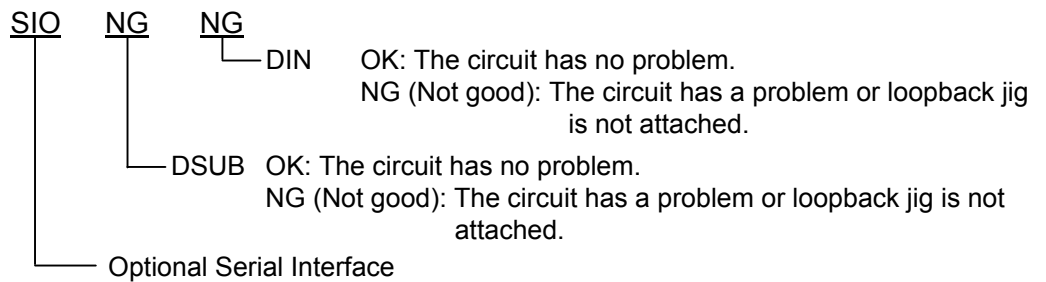 SIO NG NG
DIN OK: The circuit has no problem.
NG (Not good): The circuit has a problem or loopback jig
is not attached.
DSUB OK: The circuit has no problem.
NG (Not good): The circuit has a problem or loopback jig is not
attached.
Optional Serial Interface